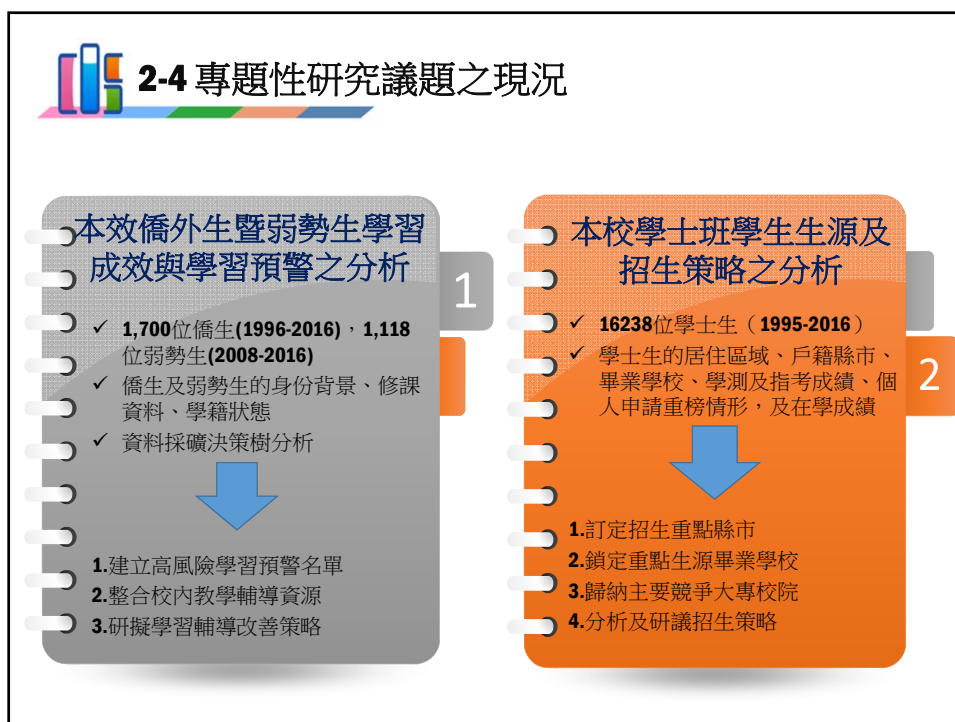 2-4 專題性研究議題之現況
本效僑外生暨弱勢生學習
成效與學習預警之分析
1
✓ 1,700位僑生(1996-2016)，1,118
位弱勢生(2008-2016)
✓ 僑生及弱勢生的身份背景、修課
資料、學籍狀態
✓ 資料採礦決策樹分析
1.建立高風險學習預警名單
2.整合校內教學輔導資源
3.研擬學習輔導改善策略
本校學士班學生生源及
招生策略之分析
2
✓ 16238位學士生（1995-2016）
✓ 學士生的居住區域、戶籍縣市、
畢業學校、學測及指考成績、個
人申請重榜情形，及在學成績
1.訂定招生重點縣市
2.鎖定重點生源畢業學校
3.歸納主要競爭大專校院
4.分析及研議招生策略